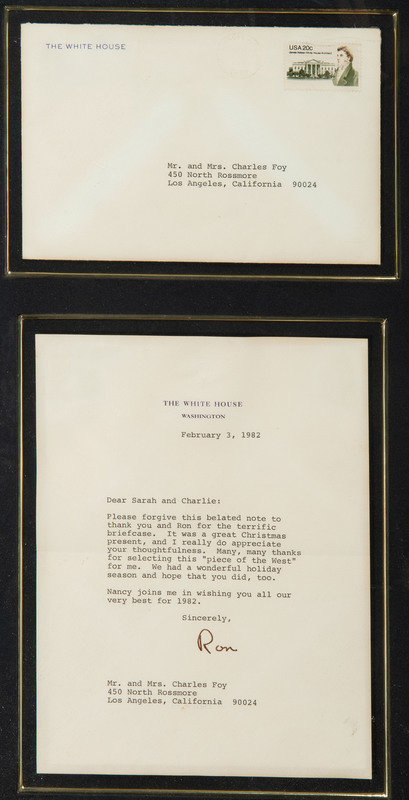 THE WHITE HOUSE
USA 20c
Mr. and Mrs. Charles Foy
450 North Rossmore
Los Angeles, California 90024
THE WHITE HOUSE
WASHINGTON
February 3, 1982
Dear Sarah and Charlie:
Please forgive this belated note to
thank you and Ron for the terrific
briefcase. It was a great Christmas
present, and I really do appreciate
your thoughtfulness. Many, many thanks
for selecting this "piece of the West"
for me. We had a wonderful holiday
season and hope that you did, too.
Nancy joins me in wishing you all our
very best for 1982.
Sincerely,
Ron
Mr. and Mrs. Charles Foy
450 North Rossmore
Los Angeles, California 90024